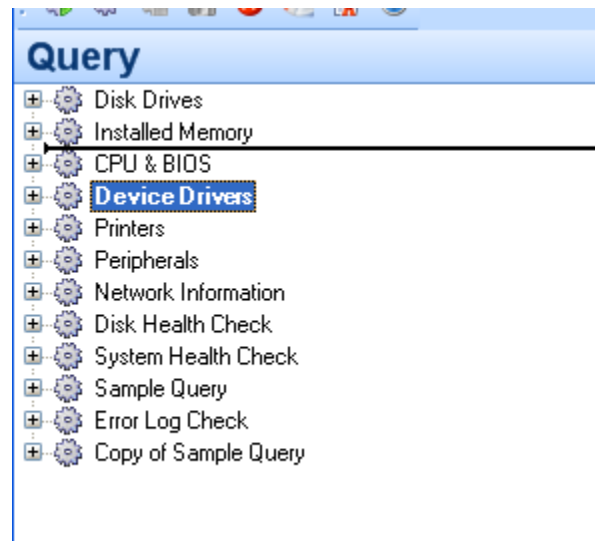 Query
Disk Drives
Installed Memory
CPU & BIOS
Device Drivers
Printers
Peripherals
Network Information
Disk Health Check
System Health Check
Sample Query
Error Log Check
Copy of Sample Query